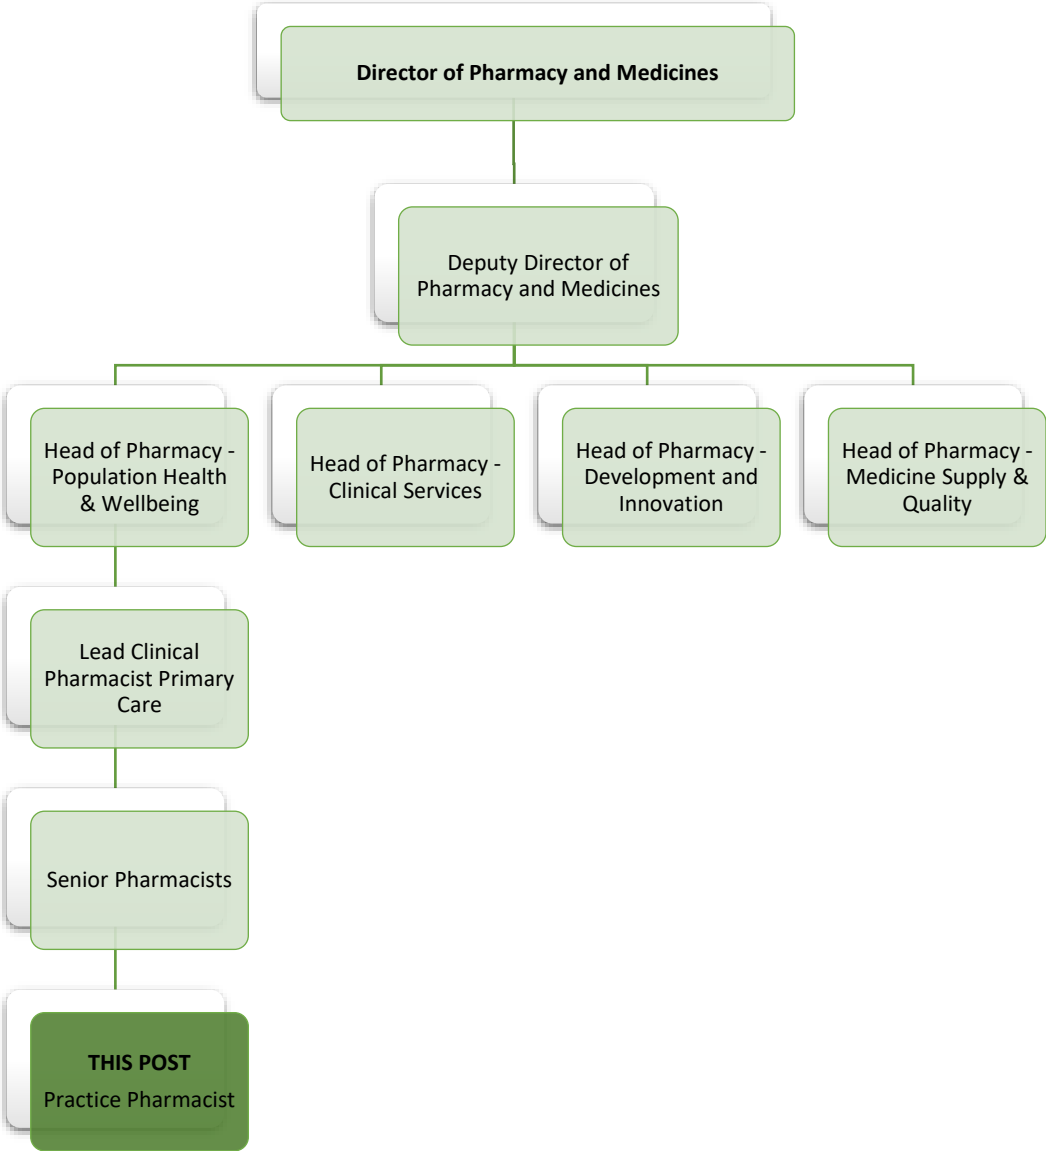 Director of Pharmacy and Medicines
Deputy Director of
Pharmacy and Medicines
Head of Pharmacy -
Population Health
& Wellbeing
Head of Pharmacy -
Clinical Services
Head of Pharmacy -
Development and
Innovation
Head of Pharmacy -
Medicine Supply &
Quality
Lead Clinical
Pharmacist Primary
Care
Senior Pharmacists
THIS POST
Practice Pharmacist